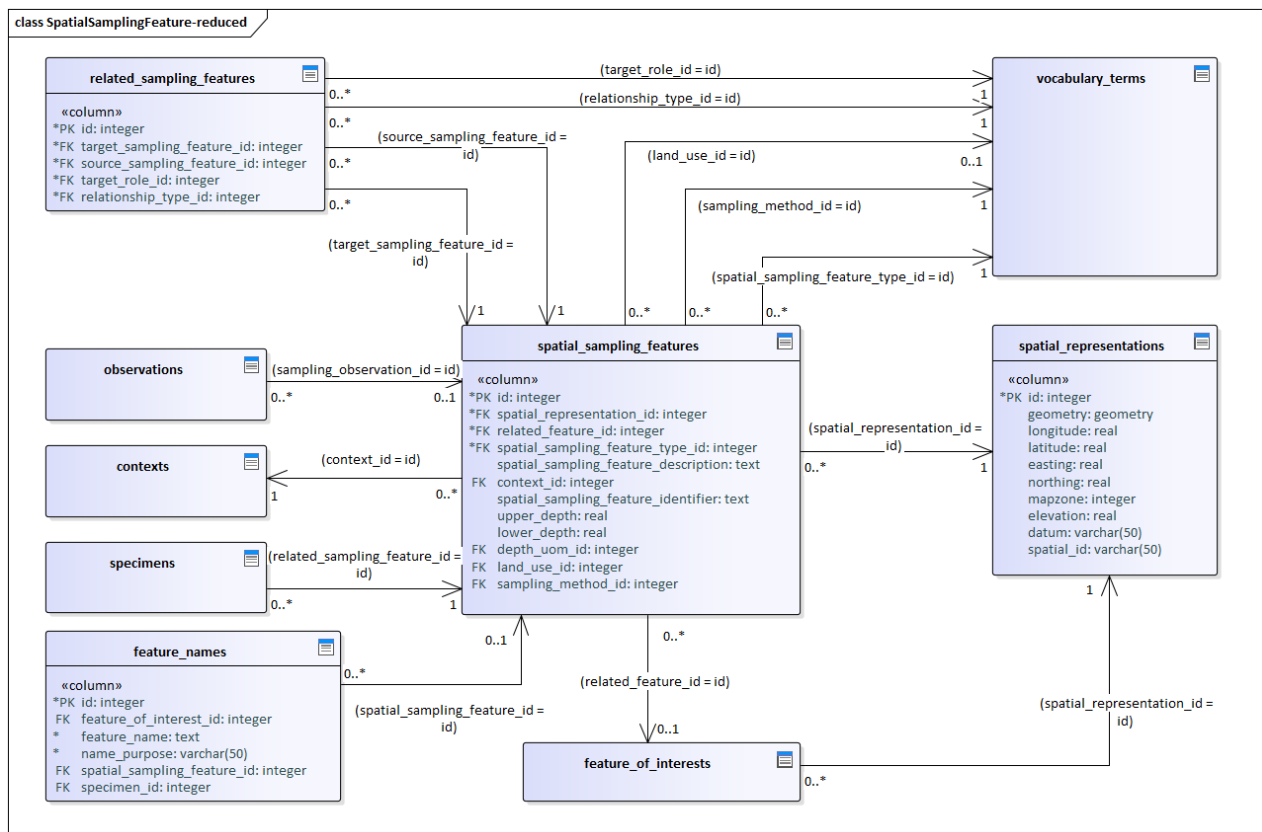 class SpatialSamplingFeature-reduced
related_sampling_features
«column»
*PK id: integer
*FK target_sampling_feature_id: integer
*FK source_sampling_feature_id: integer
*FK target_role_id: integer
*FK relationship_type_id: integer
(target_role_id = id)
0..*
1
(relationship_type_id = id)
0..*
1
(source_sampling_feature_id =
id)
0..*
1
(target_sampling_feature_id =
id)
0..*
1
vocabulary_terms
(land_use_id = id)
0..*
0..1
(sampling_method_id = id)
0..*
1
(spatial_sampling_feature_type_id = id)
0..*
1
observations
(sampling_observation_id = id)
0..*
0..1
contexts
(context_id = id)
1
0..*
specimens
(related_sampling_feature_id =
id)
0..*
1
spatial_sampling_features
«column»
*PK id: integer
*FK spatial_representation_id: integer
*FK related_feature_id: integer
*FK spatial_sampling_feature_type_id: integer
spatial_sampling_feature_description: text
FK context_id: integer
spatial_sampling_feature_identifier: text
upper_depth: real
lower_depth: real
FK depth_uom_id: integer
FK land_use_id: integer
FK sampling_method_id: integer
(spatial_representation_id =
id)
0..*
1
spatial_representations
«column»
*PK id: integer
geometry: geometry
longitude: real
latitude: real
easting: real
northing: real
mapzone: integer
elevation: real
datum: varchar(50)
spatial_id: varchar(50)
feature_names
«column»
*PK id: integer
FK feature_of_interest_id: integer
* feature_name: text
* name_purpose: varchar(50)
FK spatial_sampling_feature_id: integer
FK specimen_id: integer
0..*
0..1
(spatial_sampling_feature_id =
id)
0..*
(related_feature_id = id)
0..1
feature_of_interests
0..*
1
(spatial_representation_id =
id)